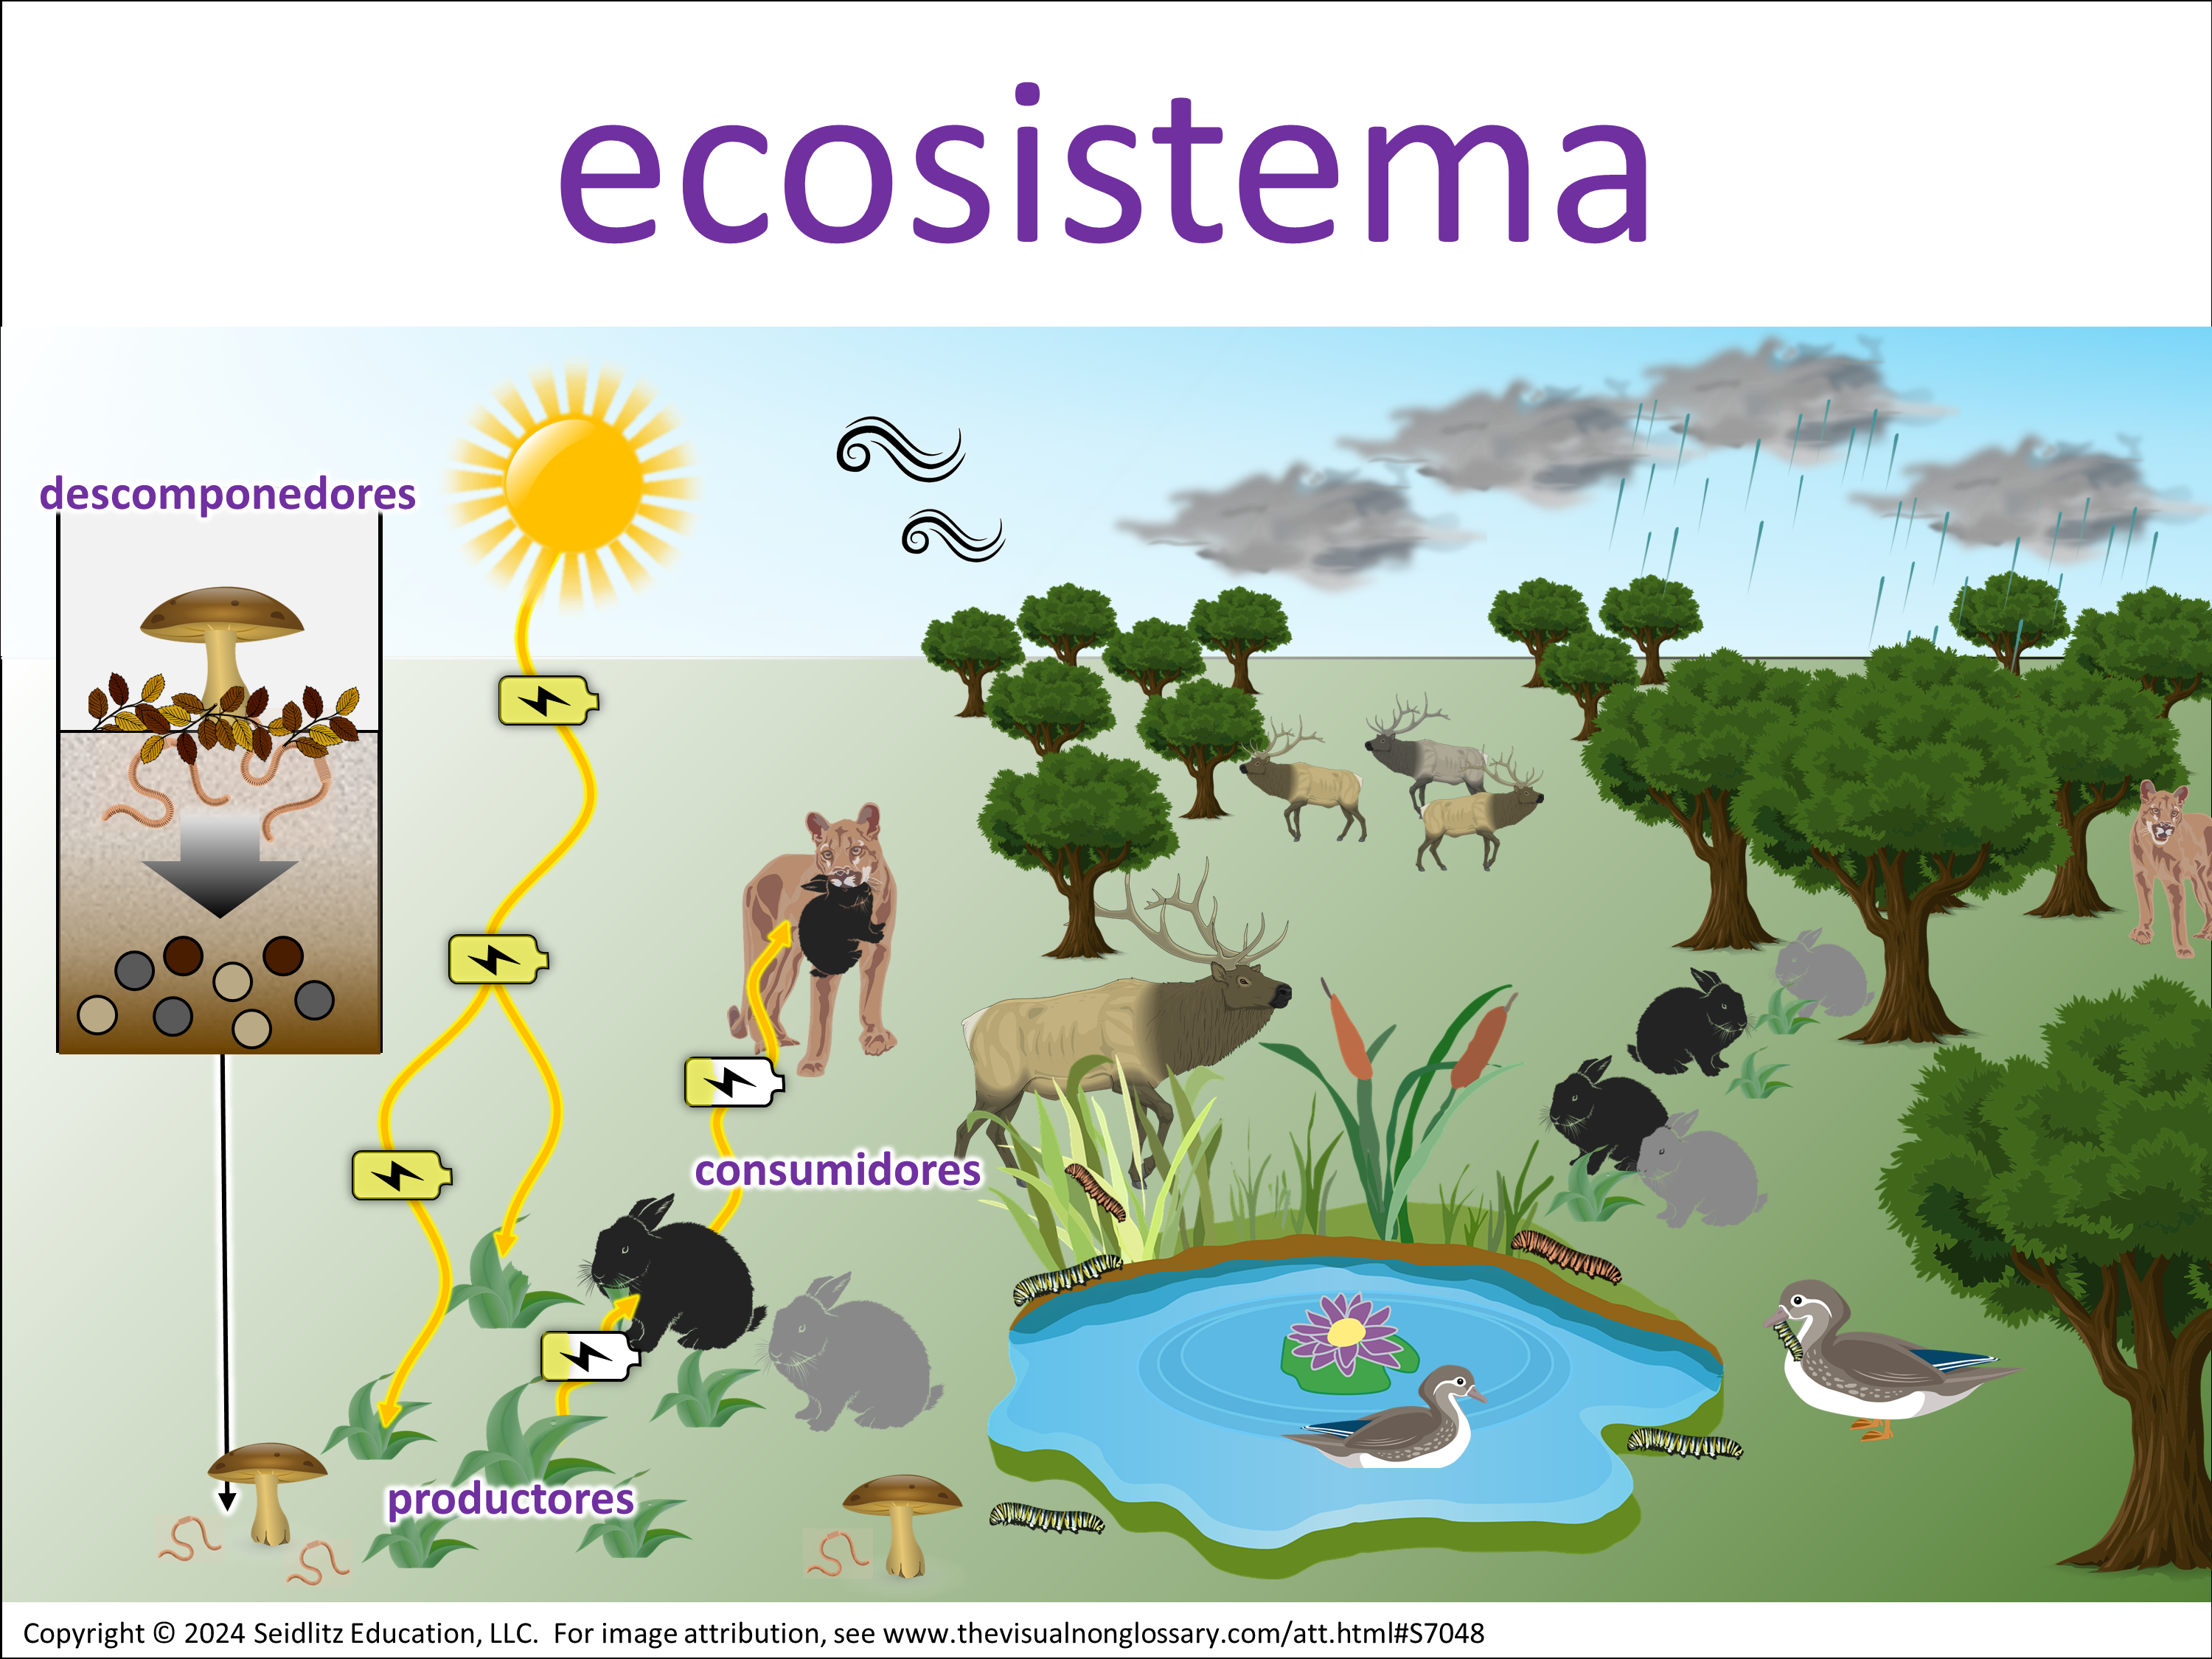 ecosistema
descomponedores
consumidores
productores
Copyright © 2024 Seidlitz Education, LLC.  For image attribution, see www.thevisualnonglossary.com/att.html#S7048